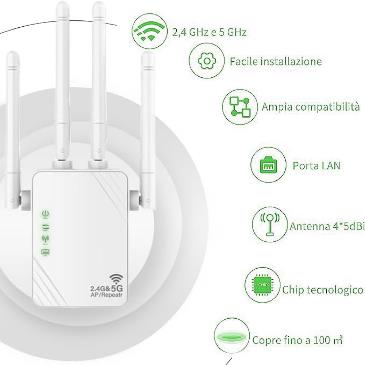 2,4 GHz e 5 GHz
Facile installazione
Ampia compatibilità
Porta LAN
Antenna 4*5dBi
Chip tecnologico
Copre fino a 100 ㎡
2.4G&5G
AP/Repeatr